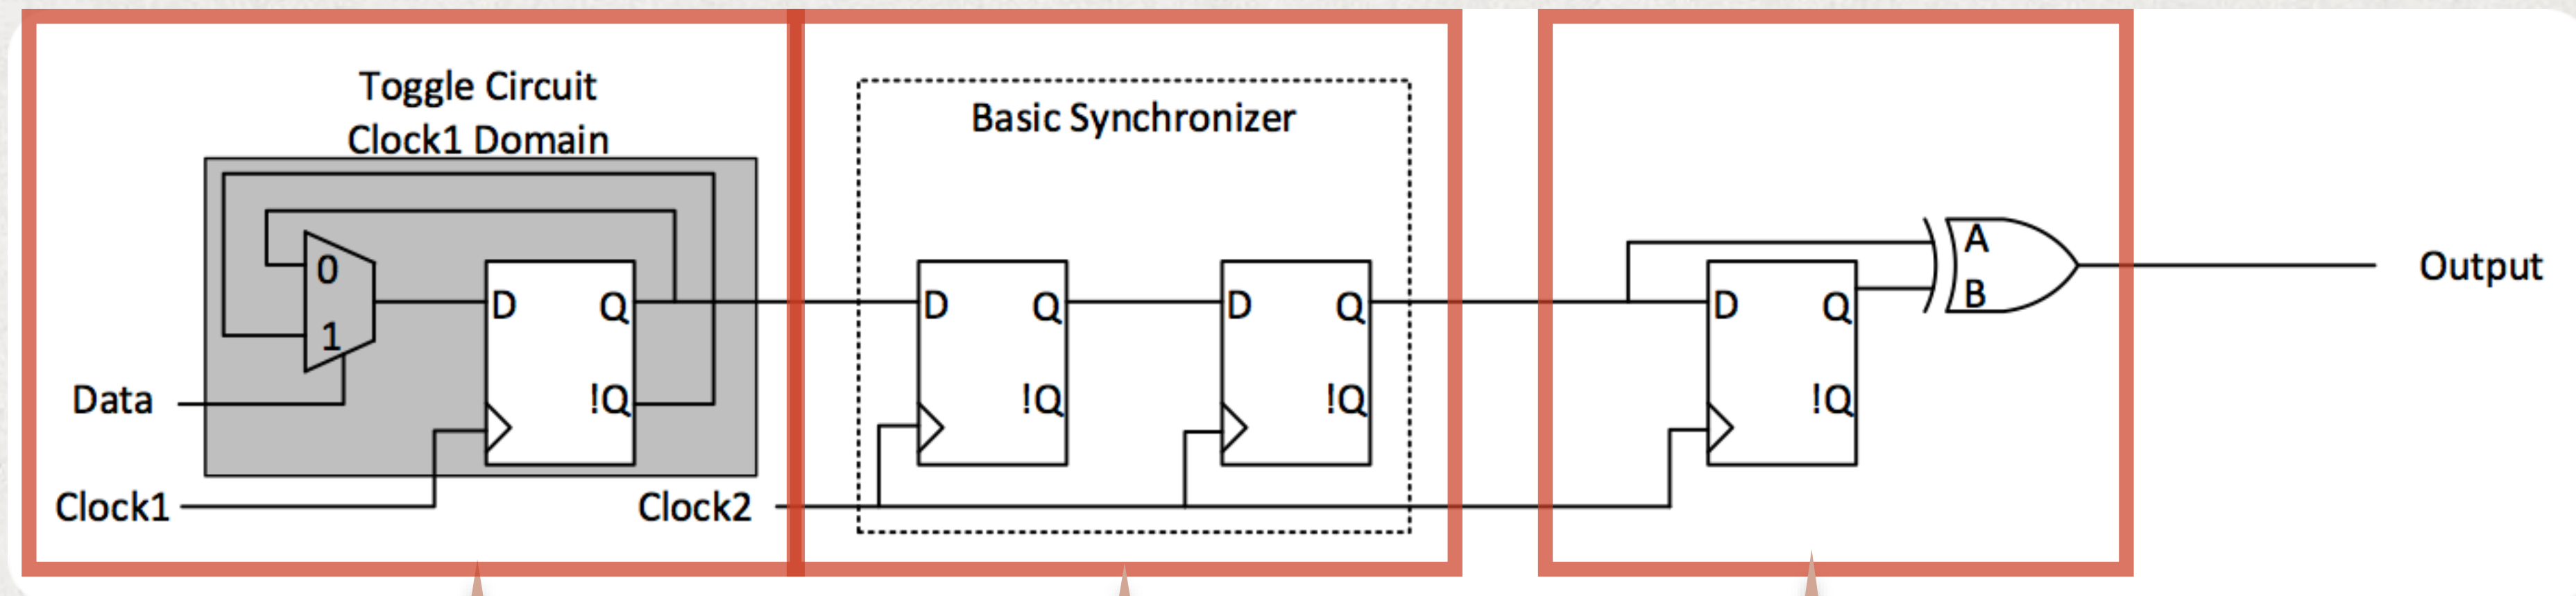 Toggle Circuit
Clock1 Domain
0
1
D Q
!Q
Data
Clock1
Basic Synchronizer
D Q
!Q
D Q
!Q
Clock2
D Q
!Q
A
B
Output